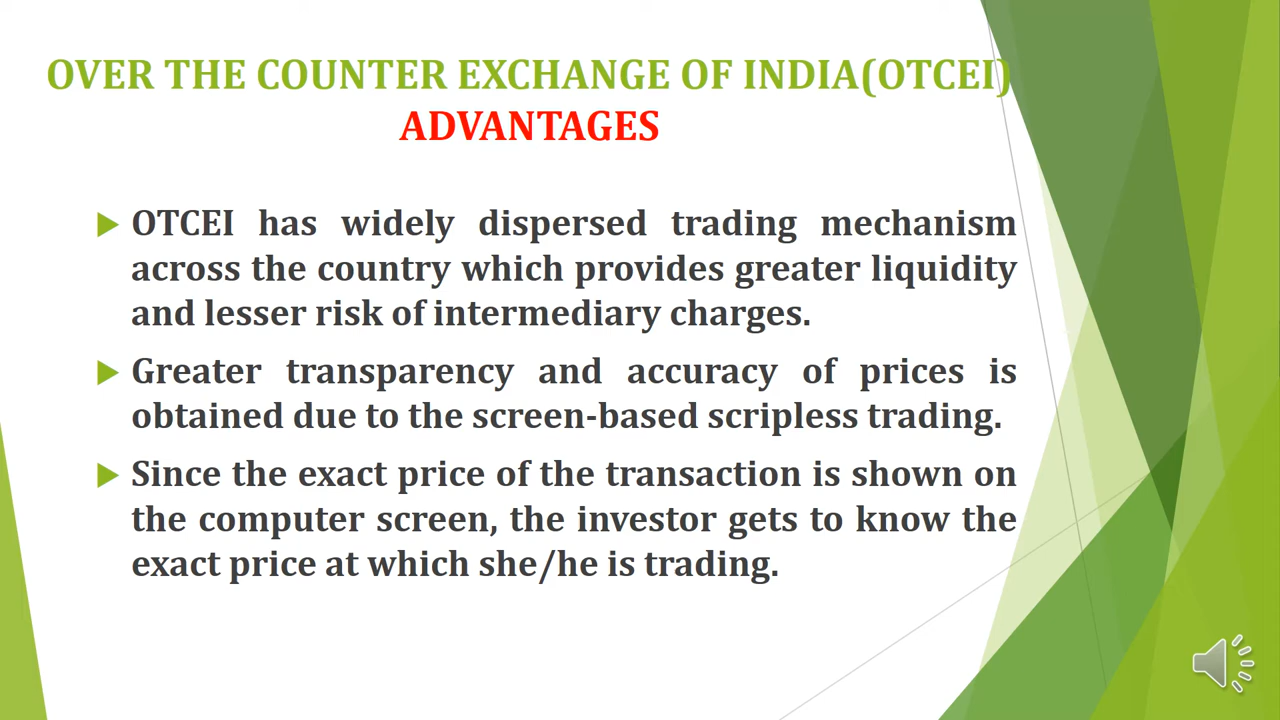 OVER THE COUNTER EXCHANGE OF INDIA(OTCEI)
ADVANTAGES
OTCEI has widely dispersed trading mechanism
across the country which provides greater liquidity
and lesser risk of intermediary charges.
Greater transparency and accuracy of prices is
obtained due to the screen-based scripless trading.
Since the exact price of the transaction is shown on
the computer screen, the investor gets to know the
exact price at which she/he is trading.